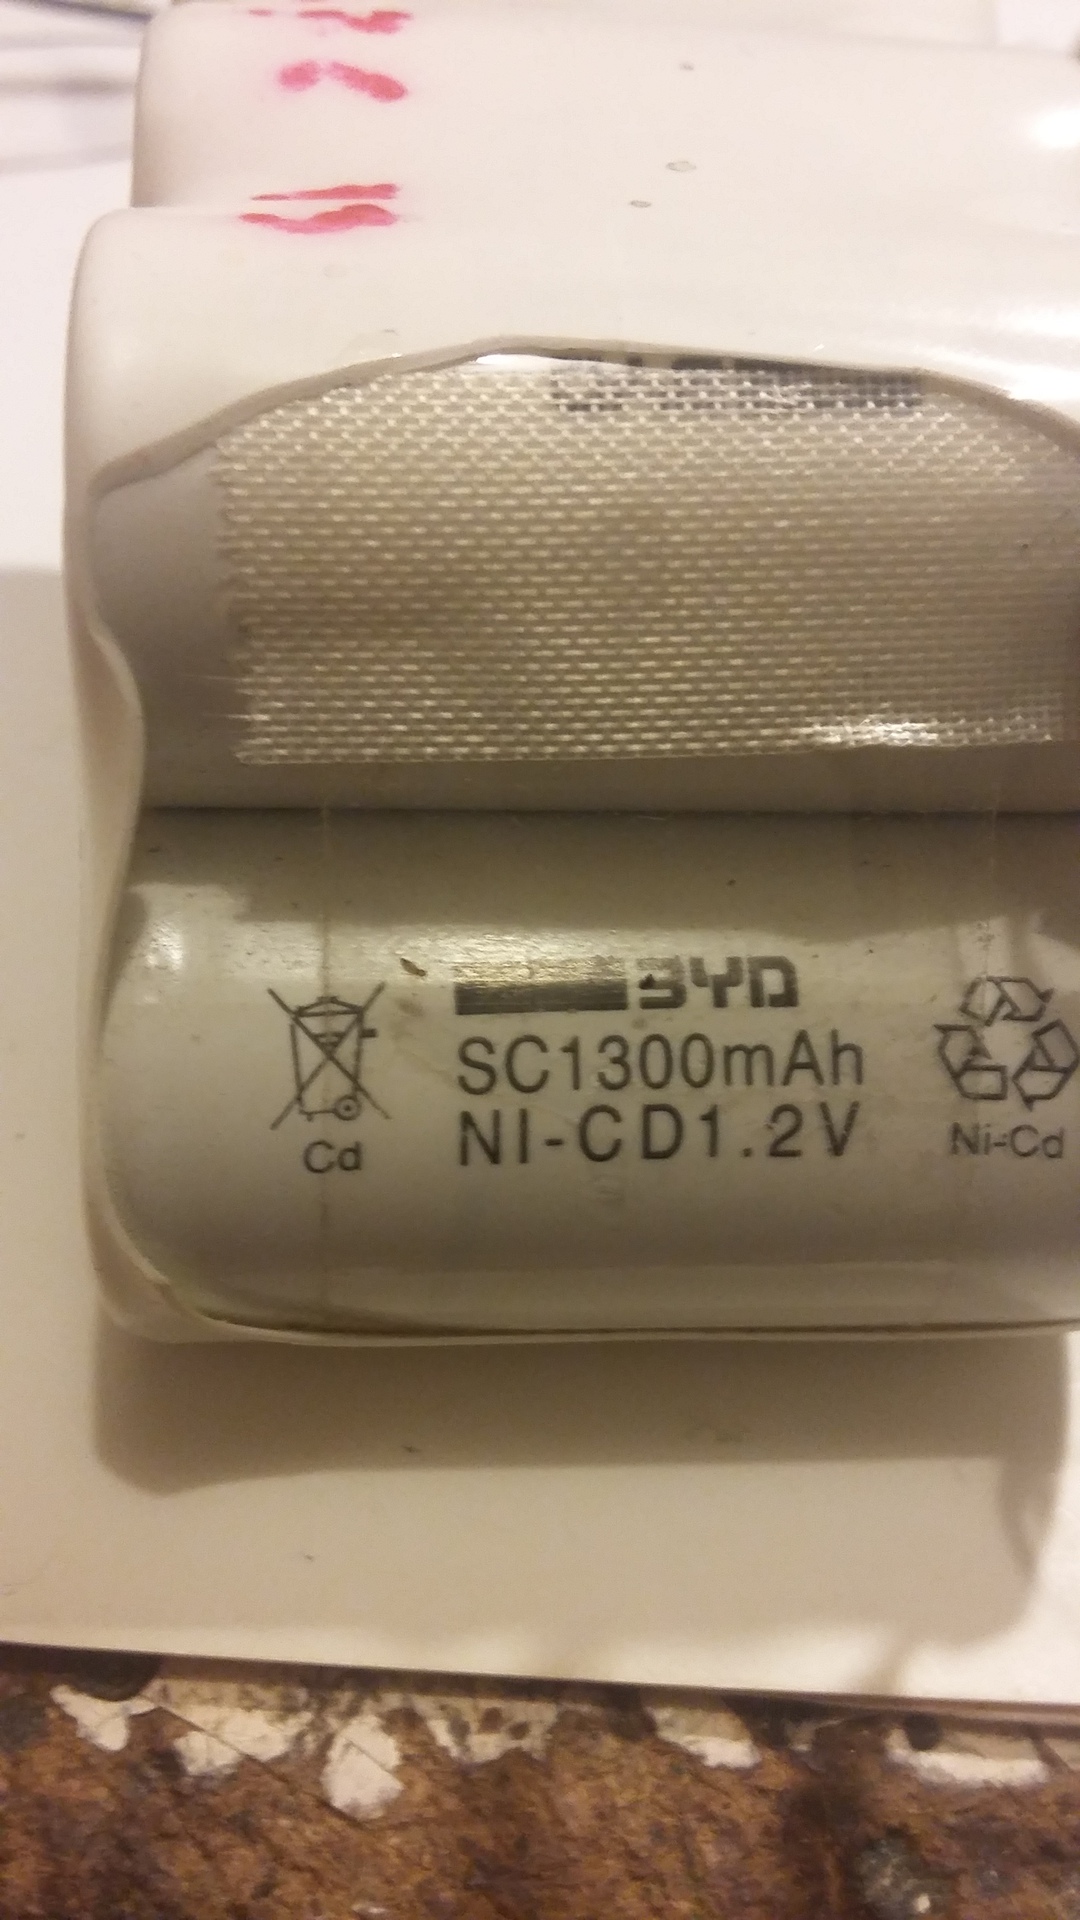 BYD
SC1300mAh
NI-CD1.2V
Cd
Ni-Cd